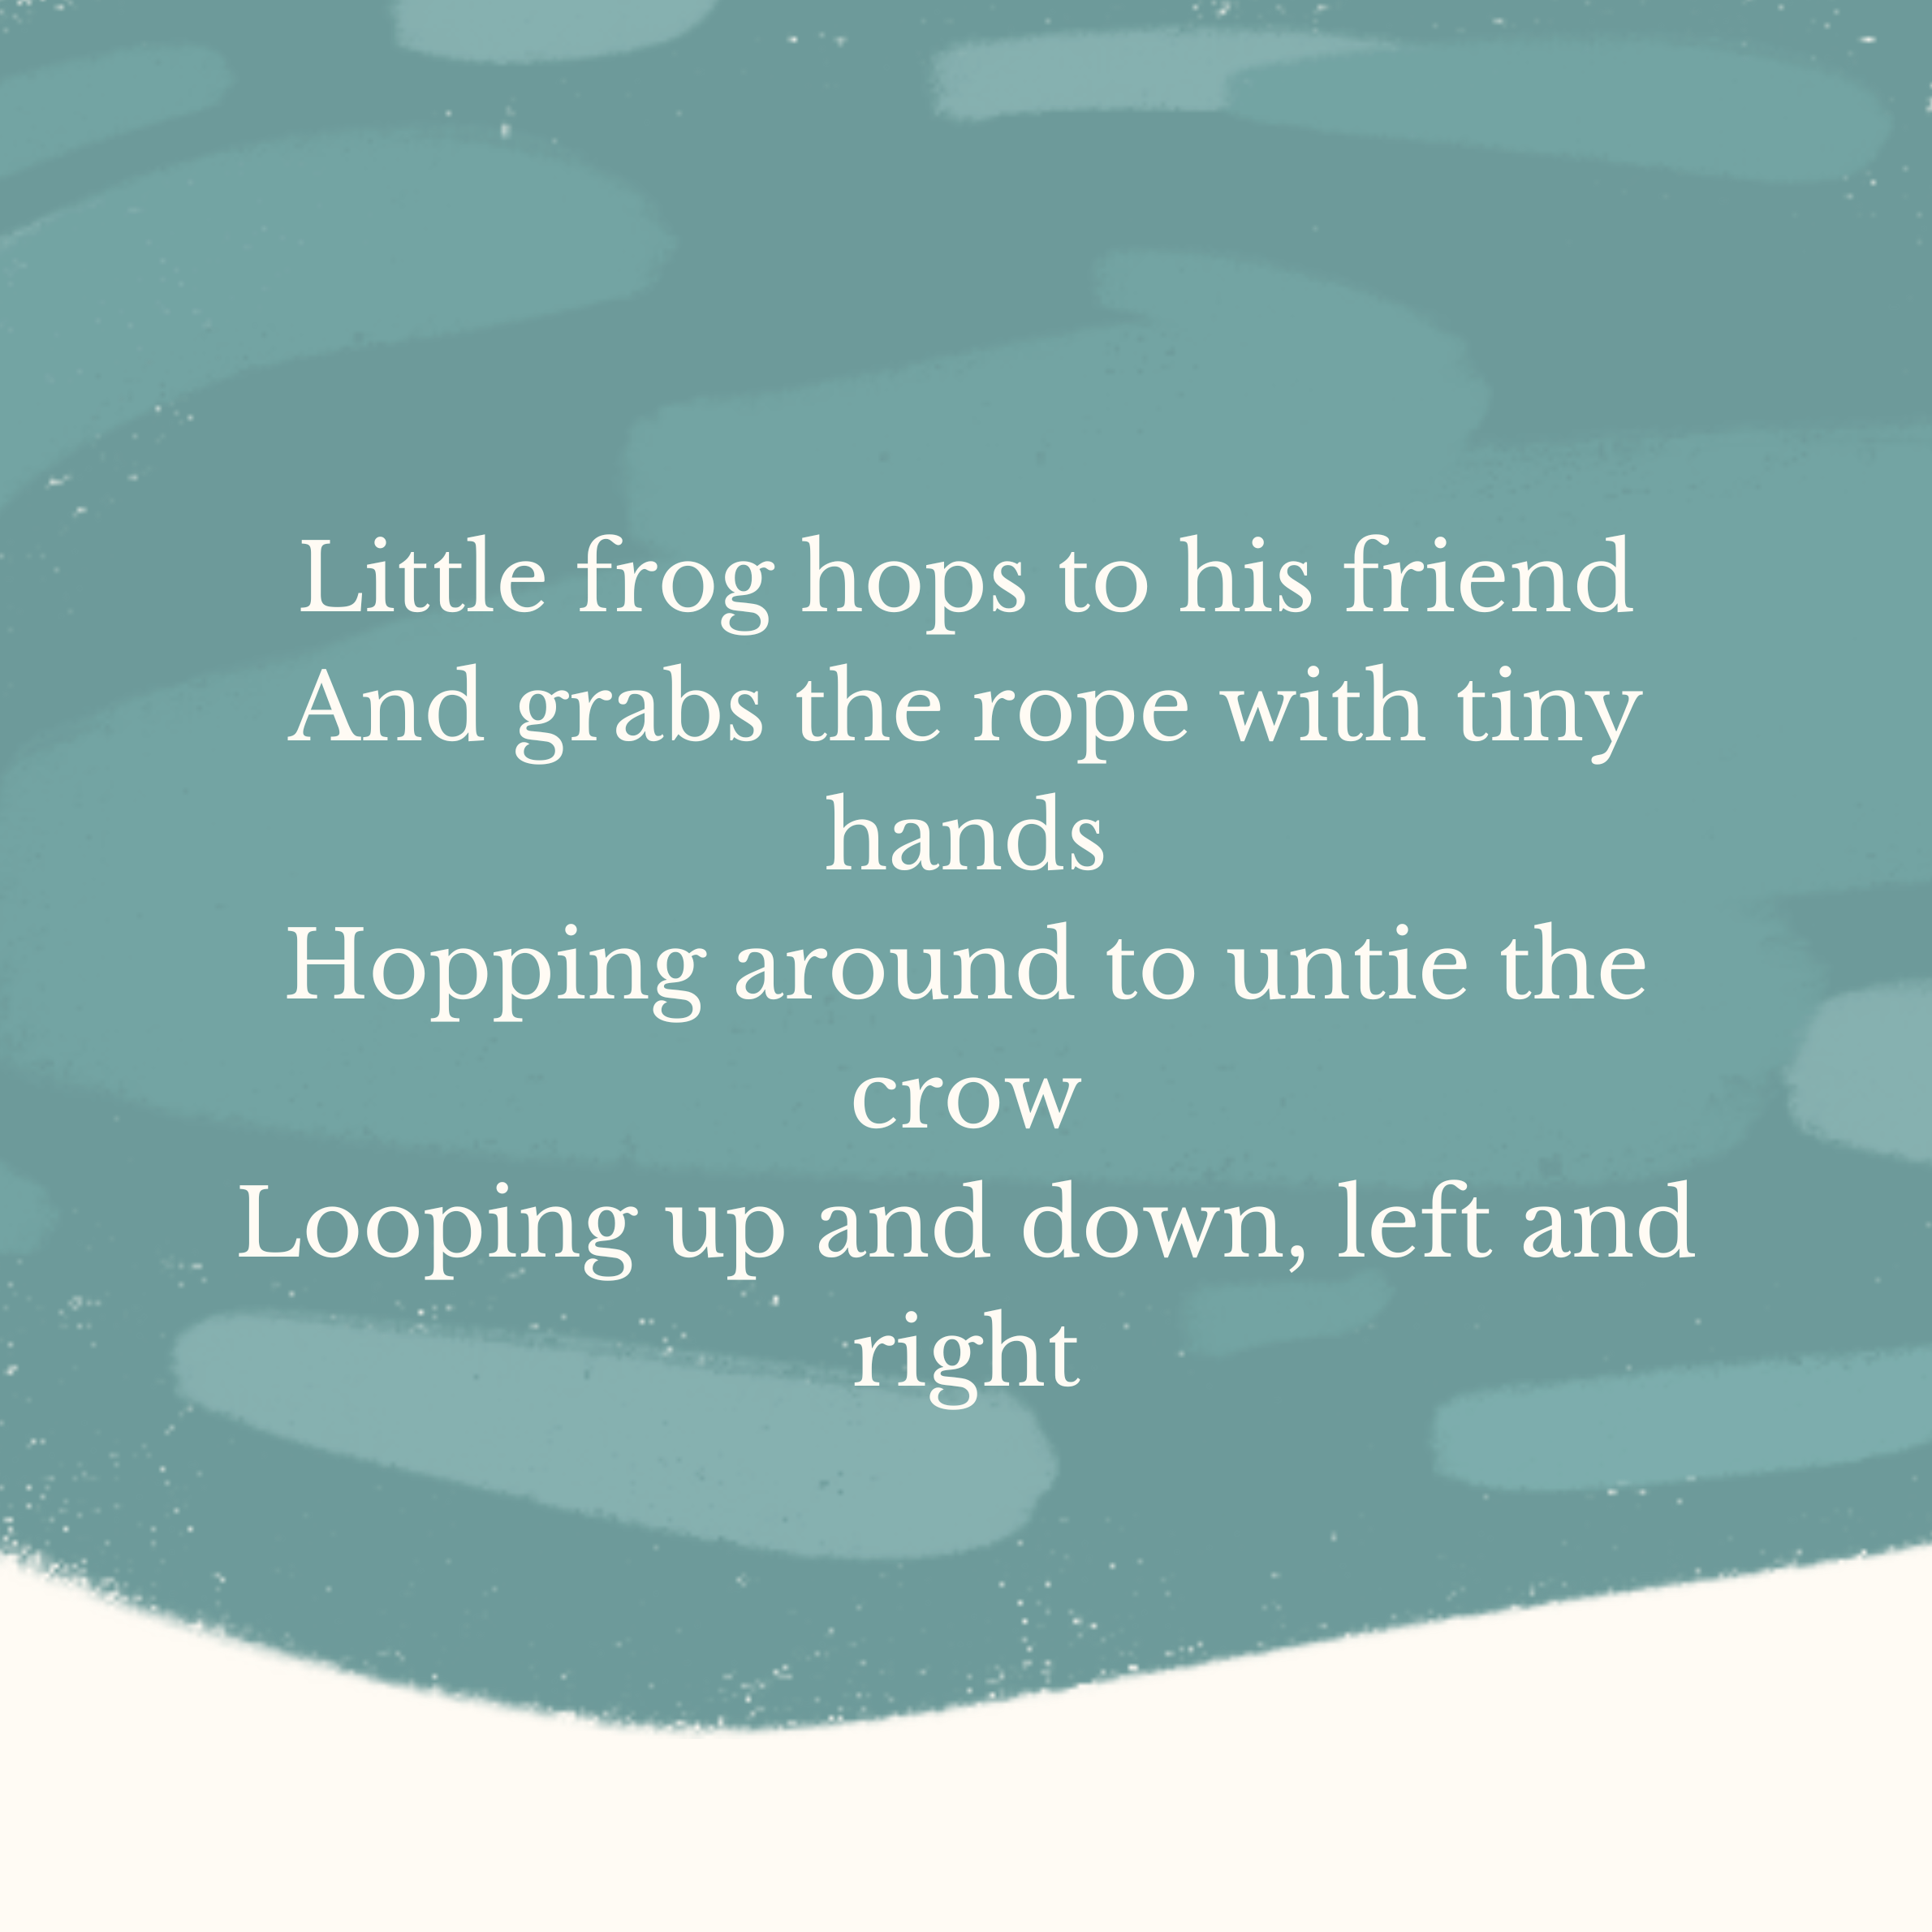 Little frog hops to his friend
And grabs the rope with tiny
hands
Hopping around to untie the
crow
Looping up and down, left and
right